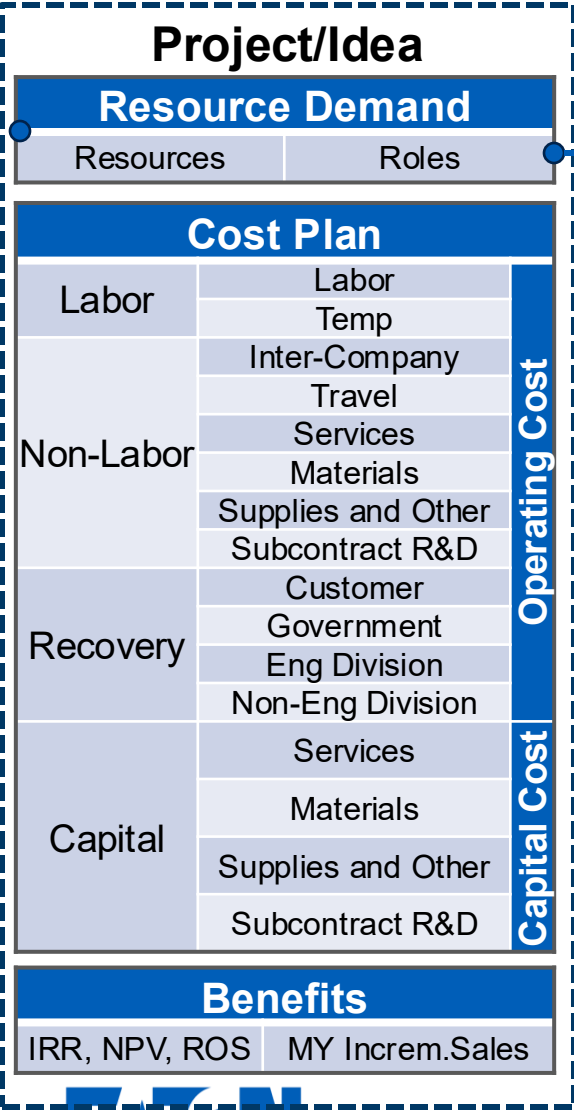 Project/Idea
Resource Demand
Resources
Roles
Cost Plan
Labor
Labor
Temp
Non-Labor
Inter-Company
Travel
Services
Materials
Supplies and Other
Subcontract R&D
Recovery
Customer
Government
Eng Division
Non-Eng Division
Operating Cost
Capital
Services
Materials
Supplies and Other
Subcontract R&D
Capital Cost
Benefits
IRR, NPV, ROS
MY Increm.Sales